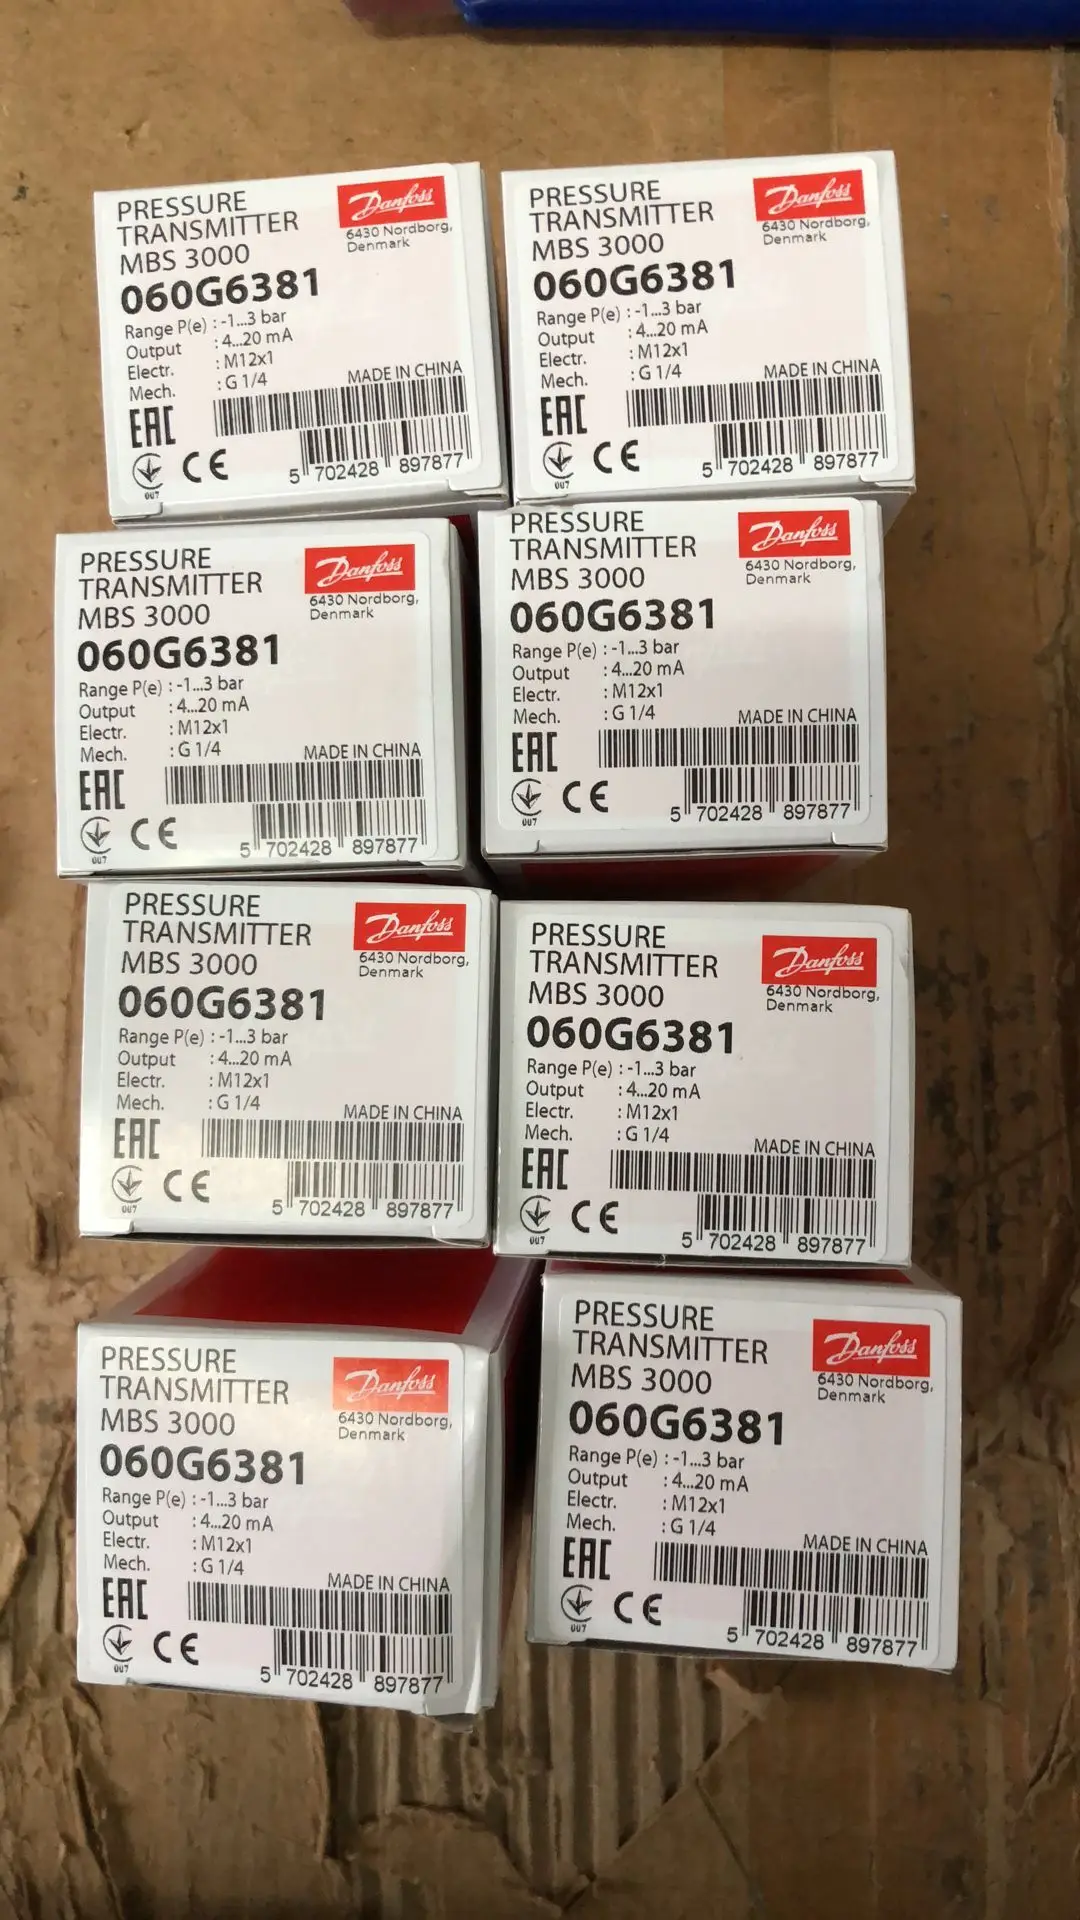 PRESSURE
TRANSMITTER
MBS 3000
060G6381
Danfoss
6430 Nordborg,
Denmark
Range P(e) : -1...3 bar
Output : 4...20 mA
Electr. : M12x1
Mech. : G 1/4
MADE IN CHINA
EAC
007
CE
5 702428 897877
PRESSURE
TRANSMITTER
MBS 3000
060G6381
Danfoss
6430 Nordborg,
Denmark
Range P(e) : -1...3 bar
Output : 4...20 mA
Electr. : M12x1
Mech. : G 1/4
MADE IN CHINA
EAC
007
CE
5 702428 897877
PRESSURE
TRANSMITTER
MBS 3000
060G6381
Danfoss
6430 Nordborg,
Denmark
Range P(e) : -1...3 bar
Output : 4...20 mA
Electr. : M12x1
Mech. : G 1/4
MADE IN CHINA
EAC
007
CE
5 702428 897877
PRESSURE
TRANSMITTER
MBS 3000
060G6381
Danfoss
6430 Nordborg,
Denmark
Range P(e) : -1...3 bar
Output : 4...20 mA
Electr. : M12x1
Mech. : G 1/4
MADE IN CHINA
EAC
007
CE
5 702428 897877
PRESSURE
TRANSMITTER
MBS 3000
060G6381
Danfoss
6430 Nordborg,
Denmark
Range P(e) : -1...3 bar
Output : 4...20 mA
Electr. : M12x1
Mech. : G 1/4
MADE IN CHINA
EAC
007
CE
5 702428 897877
PRESSURE
TRANSMITTER
MBS 3000
060G6381
Danfoss
6430 Nordborg,
Denmark
Range P(e) : -1...3 bar
Output : 4...20 mA
Electr. : M12x1
Mech. : G 1/4
MADE IN CHINA
EAC
007
CE
5 702428 897877
PRESSURE
TRANSMITTER
MBS 3000
060G6381
Danfoss
6430 Nordborg,
Denmark
Range P(e) : -1...3 bar
Output : 4...20 mA
Electr. : M12x1
Mech. : G 1/4
MADE IN CHINA
EAC
007
CE
5 702428 897877
PRESSURE
TRANSMITTER
MBS 3000
060G6381
Danfoss
6430 Nordborg,
Denmark
Range P(e) : -1...3 bar
Output : 4...20 mA
Electr. : M12x1
Mech. : G 1/4
MADE IN CHINA
EAC
007
CE
5 702428 897877